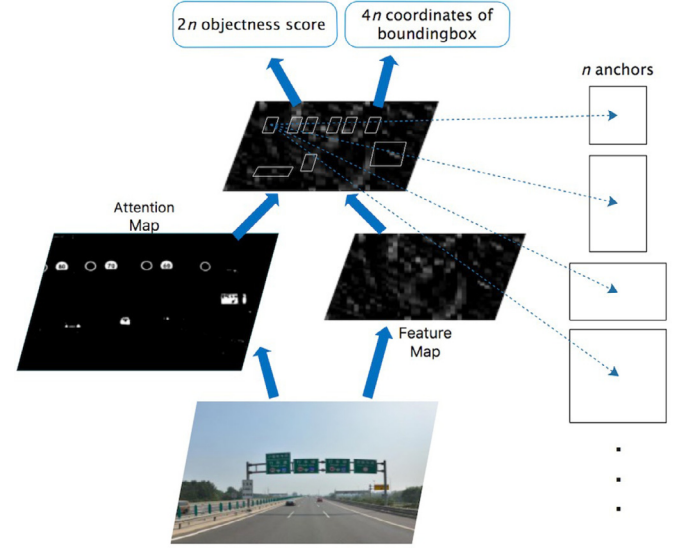 2n objectness score
4n coordinates of
boundingbox
n anchors
Attention
Map
Feature
Map